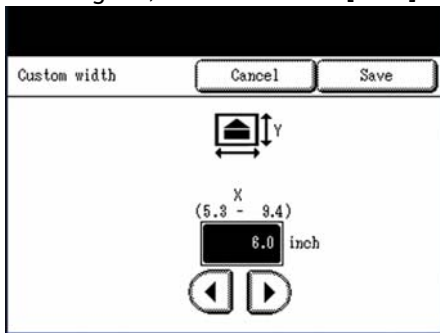 Custom width
Cancel
Save
Y
X
(5.3 - 9.4)
6.0 inch